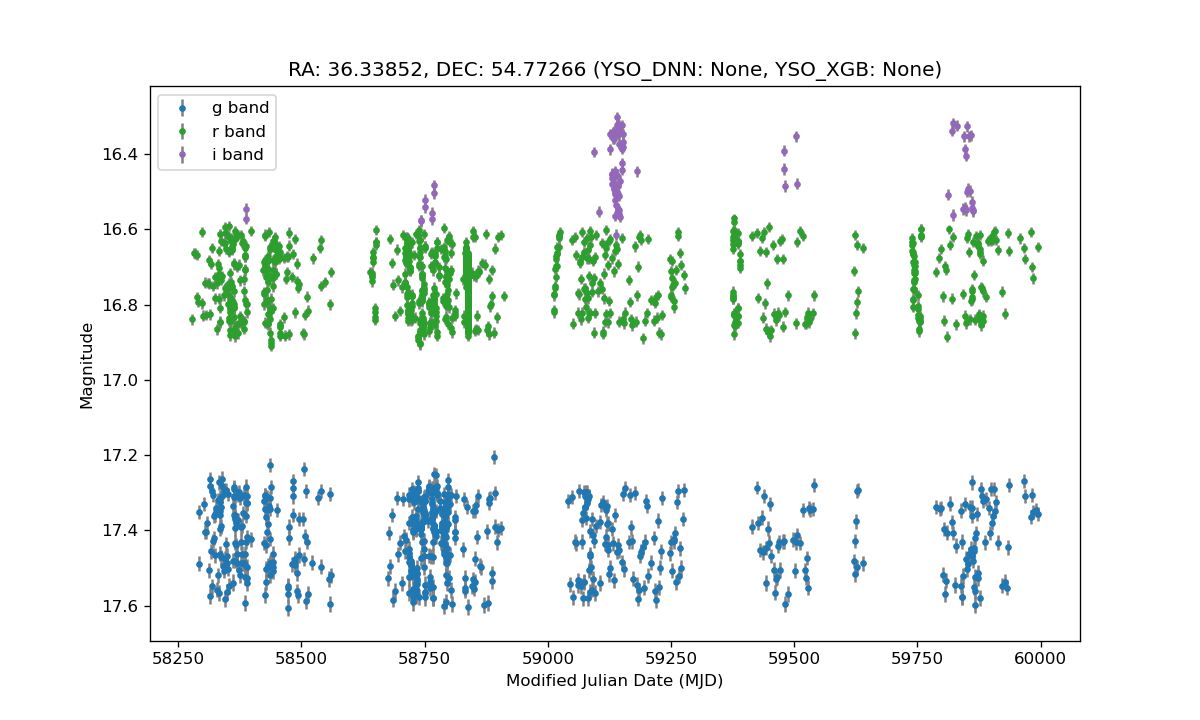 RA: 36.33852, DEC: 54.77266 (YSO_DNN: None, YSO_XGB: None)
g band
r band
i band
16.4
16.6
16.8
17.0
17.2
17.4
17.6
Magnitude
58250 58500 58750 59000 59250 59500 59750 60000
Modified Julian Date (MJD)